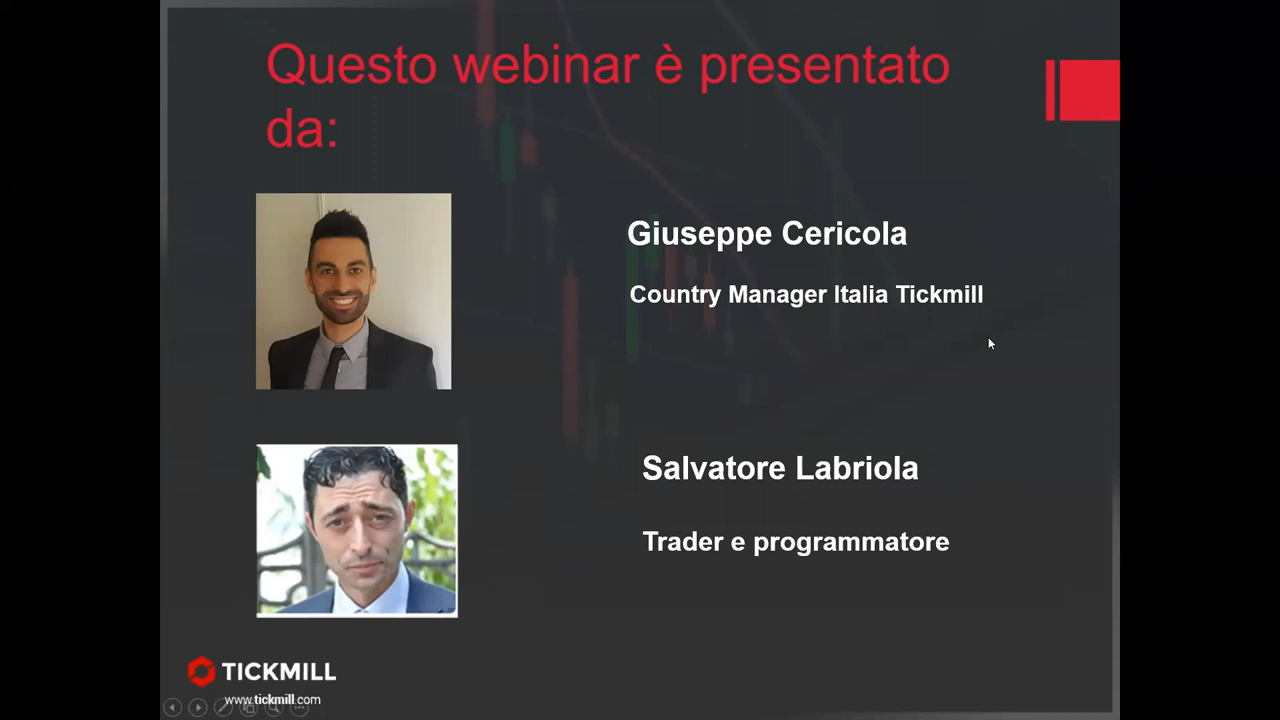 Questo webinar è presentato
da:
Giuseppe Cericola
Country Manager Italia Tickmill
Salvatore Labriola
Trader e programmatore
TICKMILL
www.tickmill.com